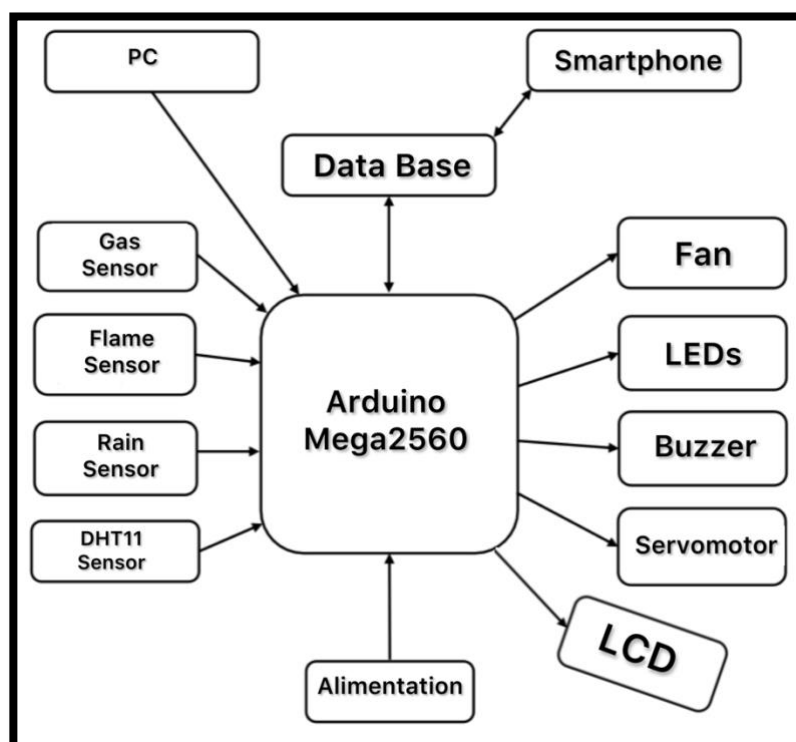 PC
Smartphone
Data Base
Gas
Sensor
Fan
Flame
Sensor
LEDs
Arduino
Mega2560
Rain
Sensor
Buzzer
DHT11
Sensor
Servomotor
LCD
Alimentation